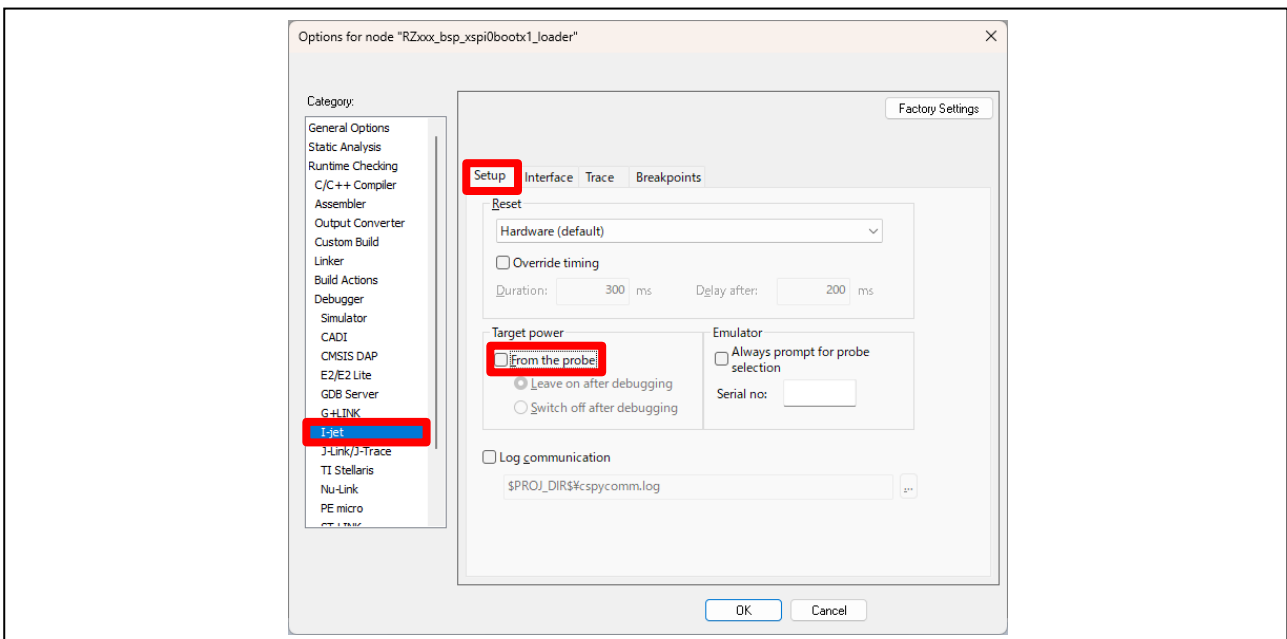 Options for node "RZxxx_bsp_xspi0bootx1_loader"
Category:
General Options
Static Analysis
Runtime Checking
C/C++ Compiler
Assembler
Output Converter
Custom Build
Linker
Build Actions
Debugger
Simulator
CADI
CMSIS DAP
E2/E2 Lite
GDB Server
G+LINK
I-jet
J-Link/J-Trace
TI Stellaris
Nu-Link
PE micro
ST-LINK
Factory Settings
Setup Interface Trace Breakpoints
Reset
Hardware (default)
Override timing
Duration: 300 ms Delay after: 200 ms
Target power
From the probe
Leave on after debugging
Switch off after debugging
Emulator
Always prompt for probe
selection
Serial no:
Log communication
$PROJ_DIR$¥cspycomm.log
...
OK Cancel